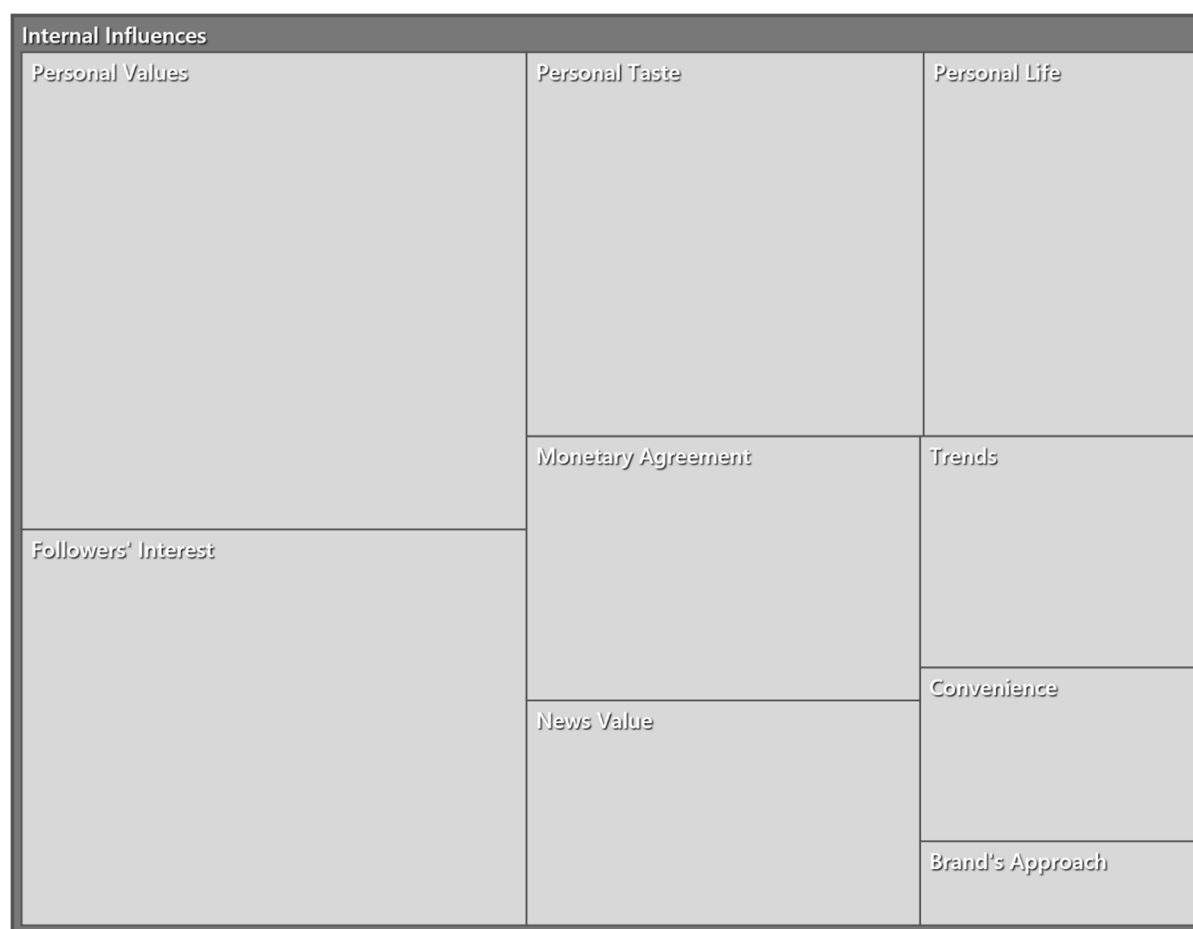 Internal Influences
Personal Values
Personal Taste
Personal Life
Monetary Agreement
Trends
Followers' Interest
Convenience
News Value
Brand's Approach